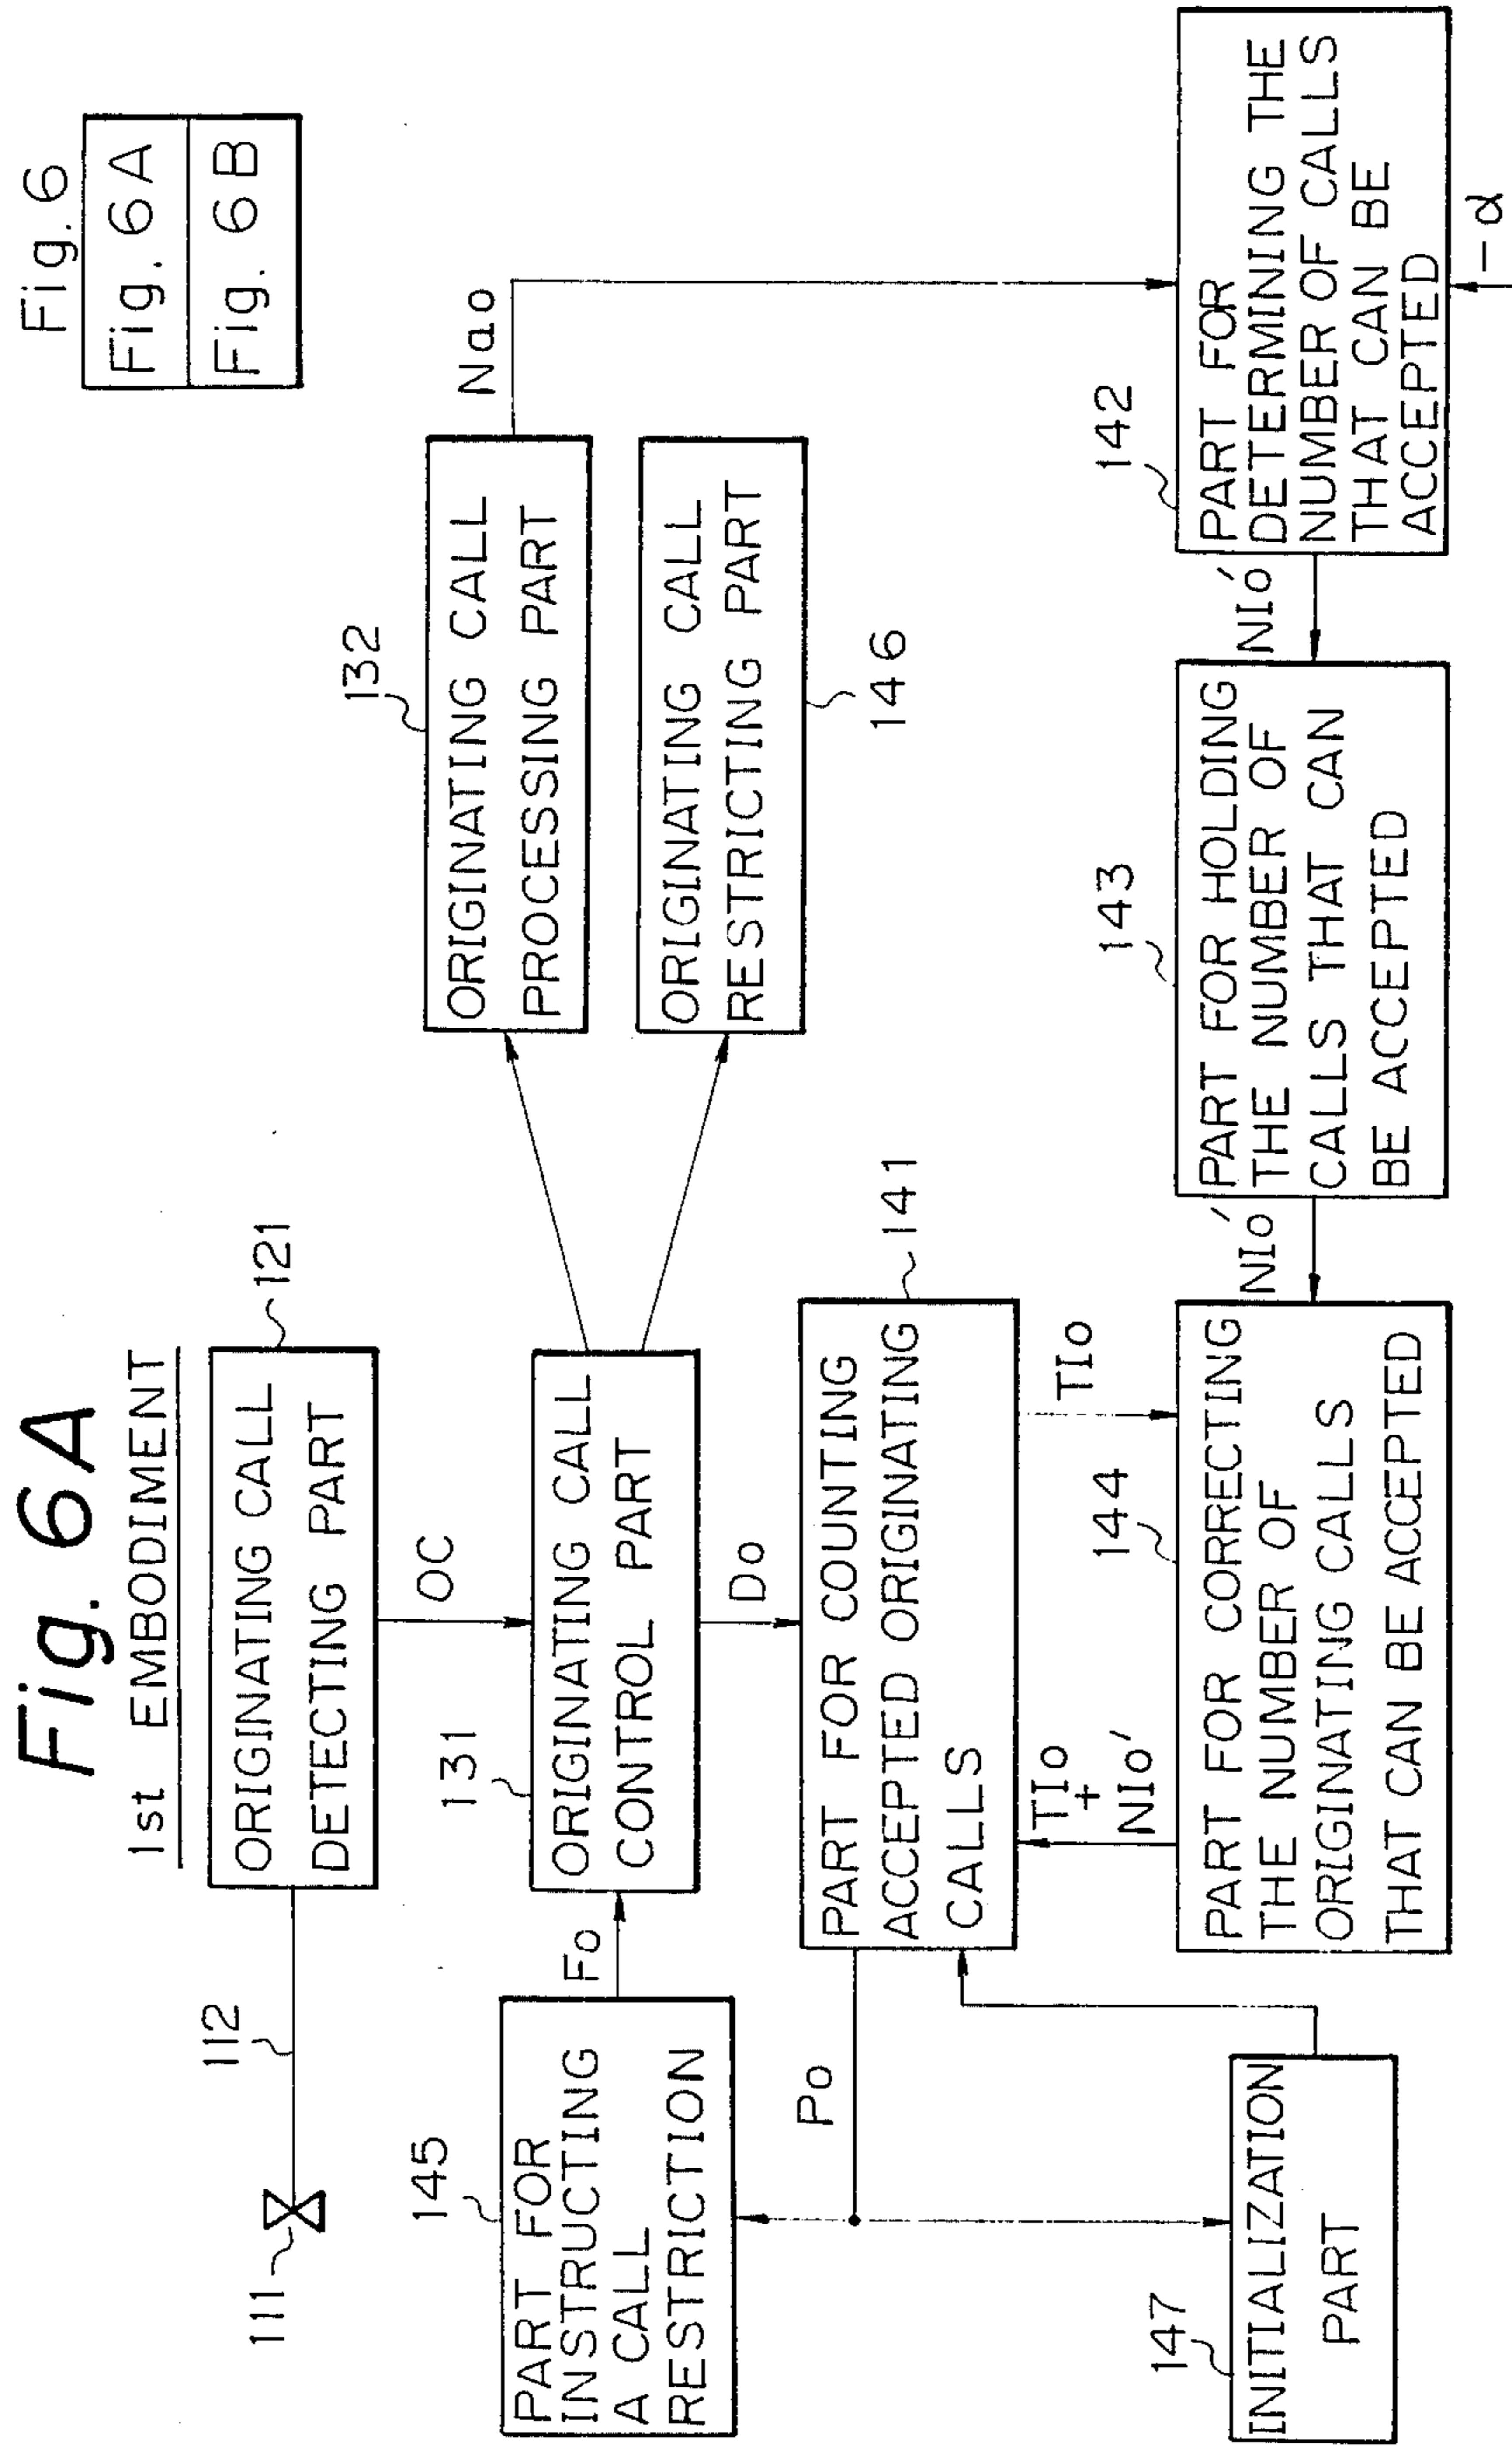 Fig. 6A
1st EMBODIMENT
Fig. 6
Fig. 6A
Fig. 6B
111
112
121
ORIGINATING CALL
DETECTING PART
OC
145
PART FOR
INSTRUCTING
A CALL
RESTRICTION
Fo
131
ORIGINATING CALL
CONTROL PART
132
ORIGINATING CALL
PROCESSING PART
Nao
ORIGINATING CALL
RESTRICTING PART
146
Do
Po
141
PART FOR COUNTING
ACCEPTED ORIGINATING
CALLS
TIo
+
NIo'
TIo
147
INITIALIZATION
PART
144
PART FOR CORRECTING
THE NUMBER OF
ORIGINATING CALLS
THAT CAN BE ACCEPTED
NIo'
143
PART FOR HOLDING
THE NUMBER OF
CALLS THAT CAN
BE ACCEPTED
NIo'
142
PART FOR
DETERMINING THE
NUMBER OF CALLS
THAT CAN BE
ACCEPTED
-α